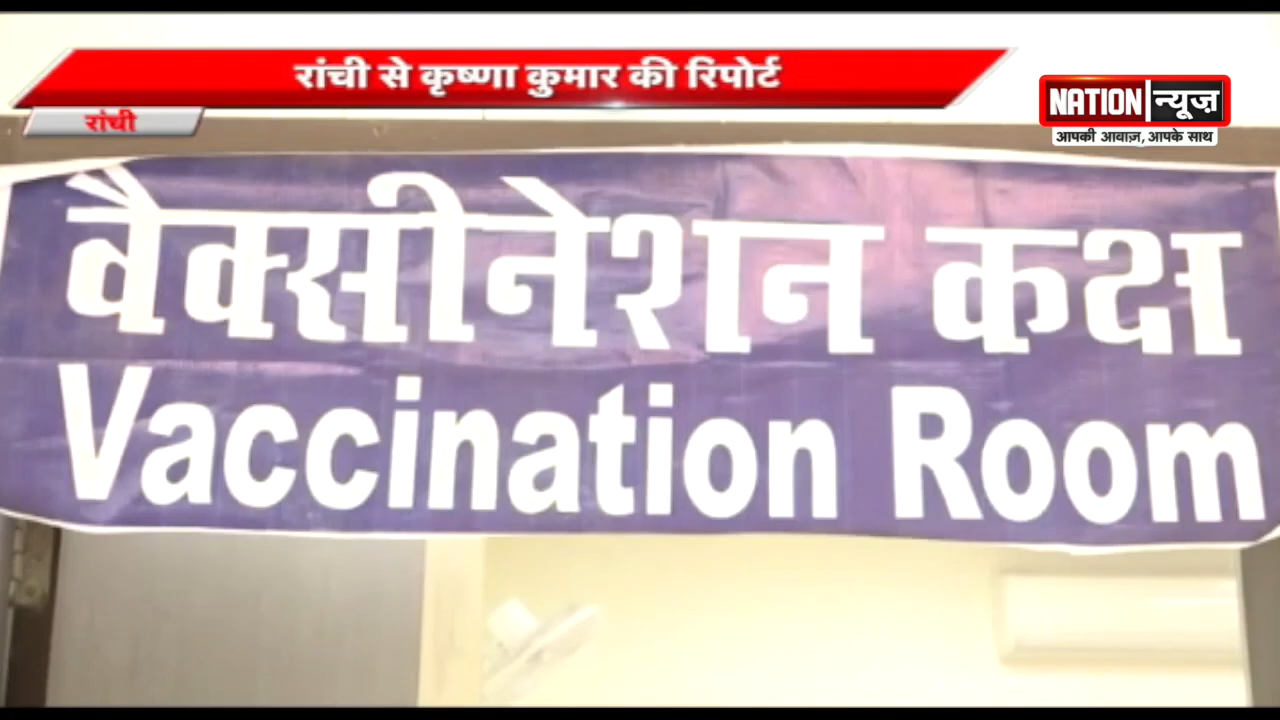 रांची से कृष्णा कुमार की रिपोर्ट
रांची
NATION न्यूज़
आपकी आवाज़, आपके साथ
वैक्सीनेशन कक्ष
Vaccination Room